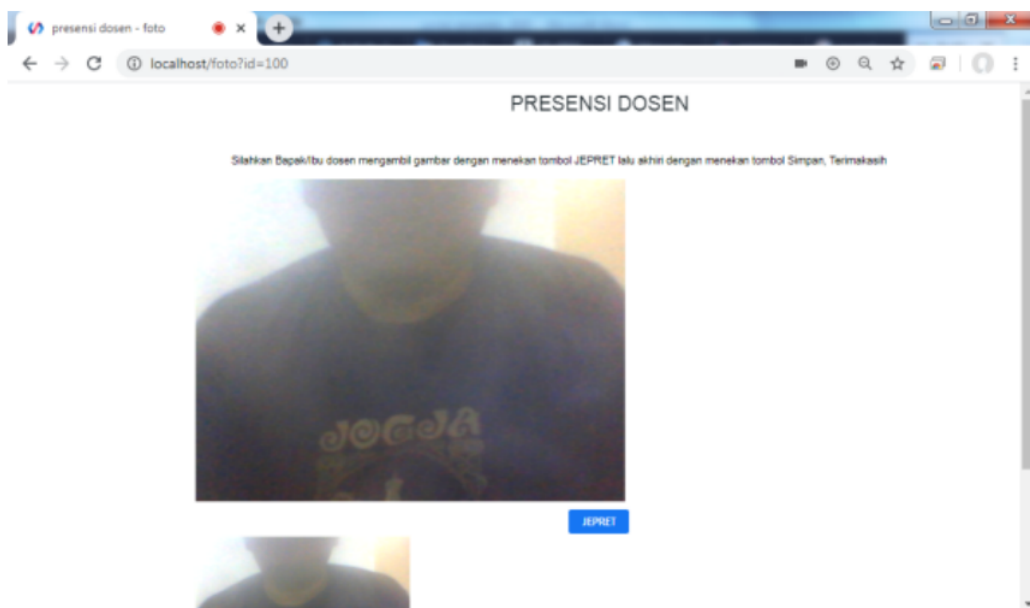 presensi dosen - foto
localhost/foto?id=100
PRESENSI DOSEN
Silahkan Bapak/Ibu dosen mengambil gambar dengan menekan tombol JEPRET lalu akhiri dengan menekan tombol Simpan, Terimakasih
JOGJA
JEPRET